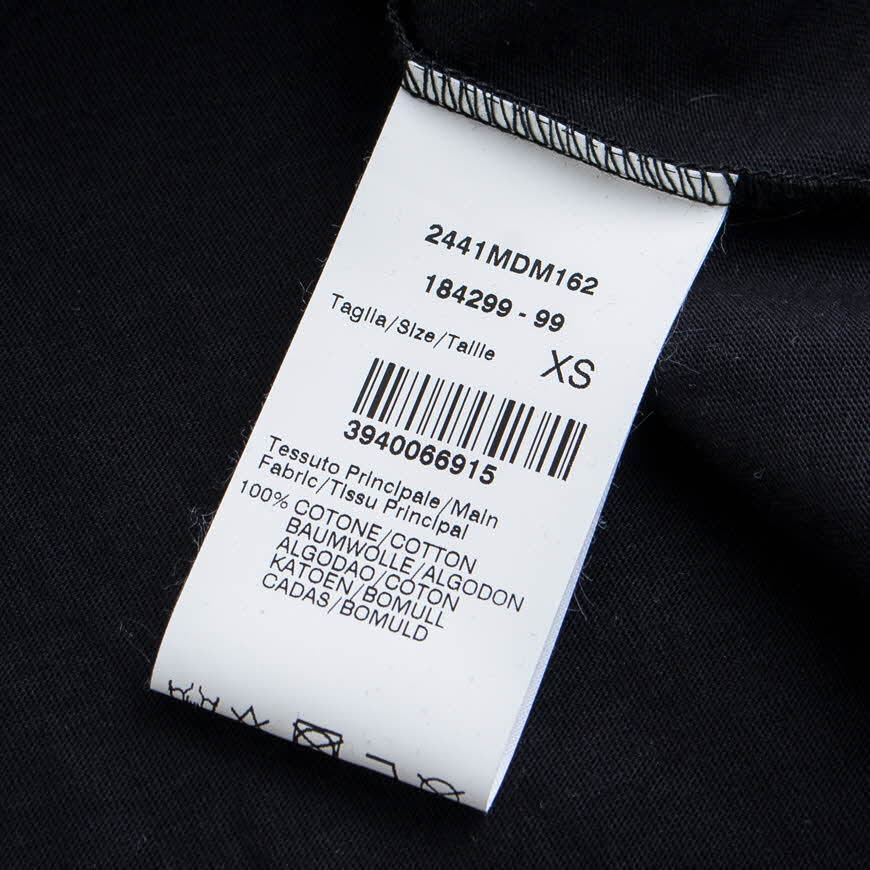 2441MDM162
184299 - 99
Taglia/Size/Taille XS
3940066915
Tessuto Principale/Main
Fabric/Tissu Principal
100% COTONE/COTTON
BAUMWOLLE/ALGODON
ALGODAO/COTON
KATOEN/BOMULL
CADAS/BOMULD